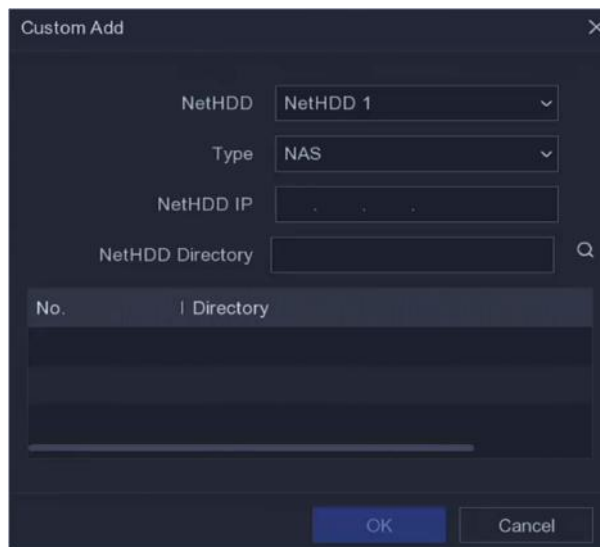 Custom Add
NetHDD NetHDD 1
Type NAS
NetHDD IP . . .
NetHDD Directory
No. Directory
OK Cancel